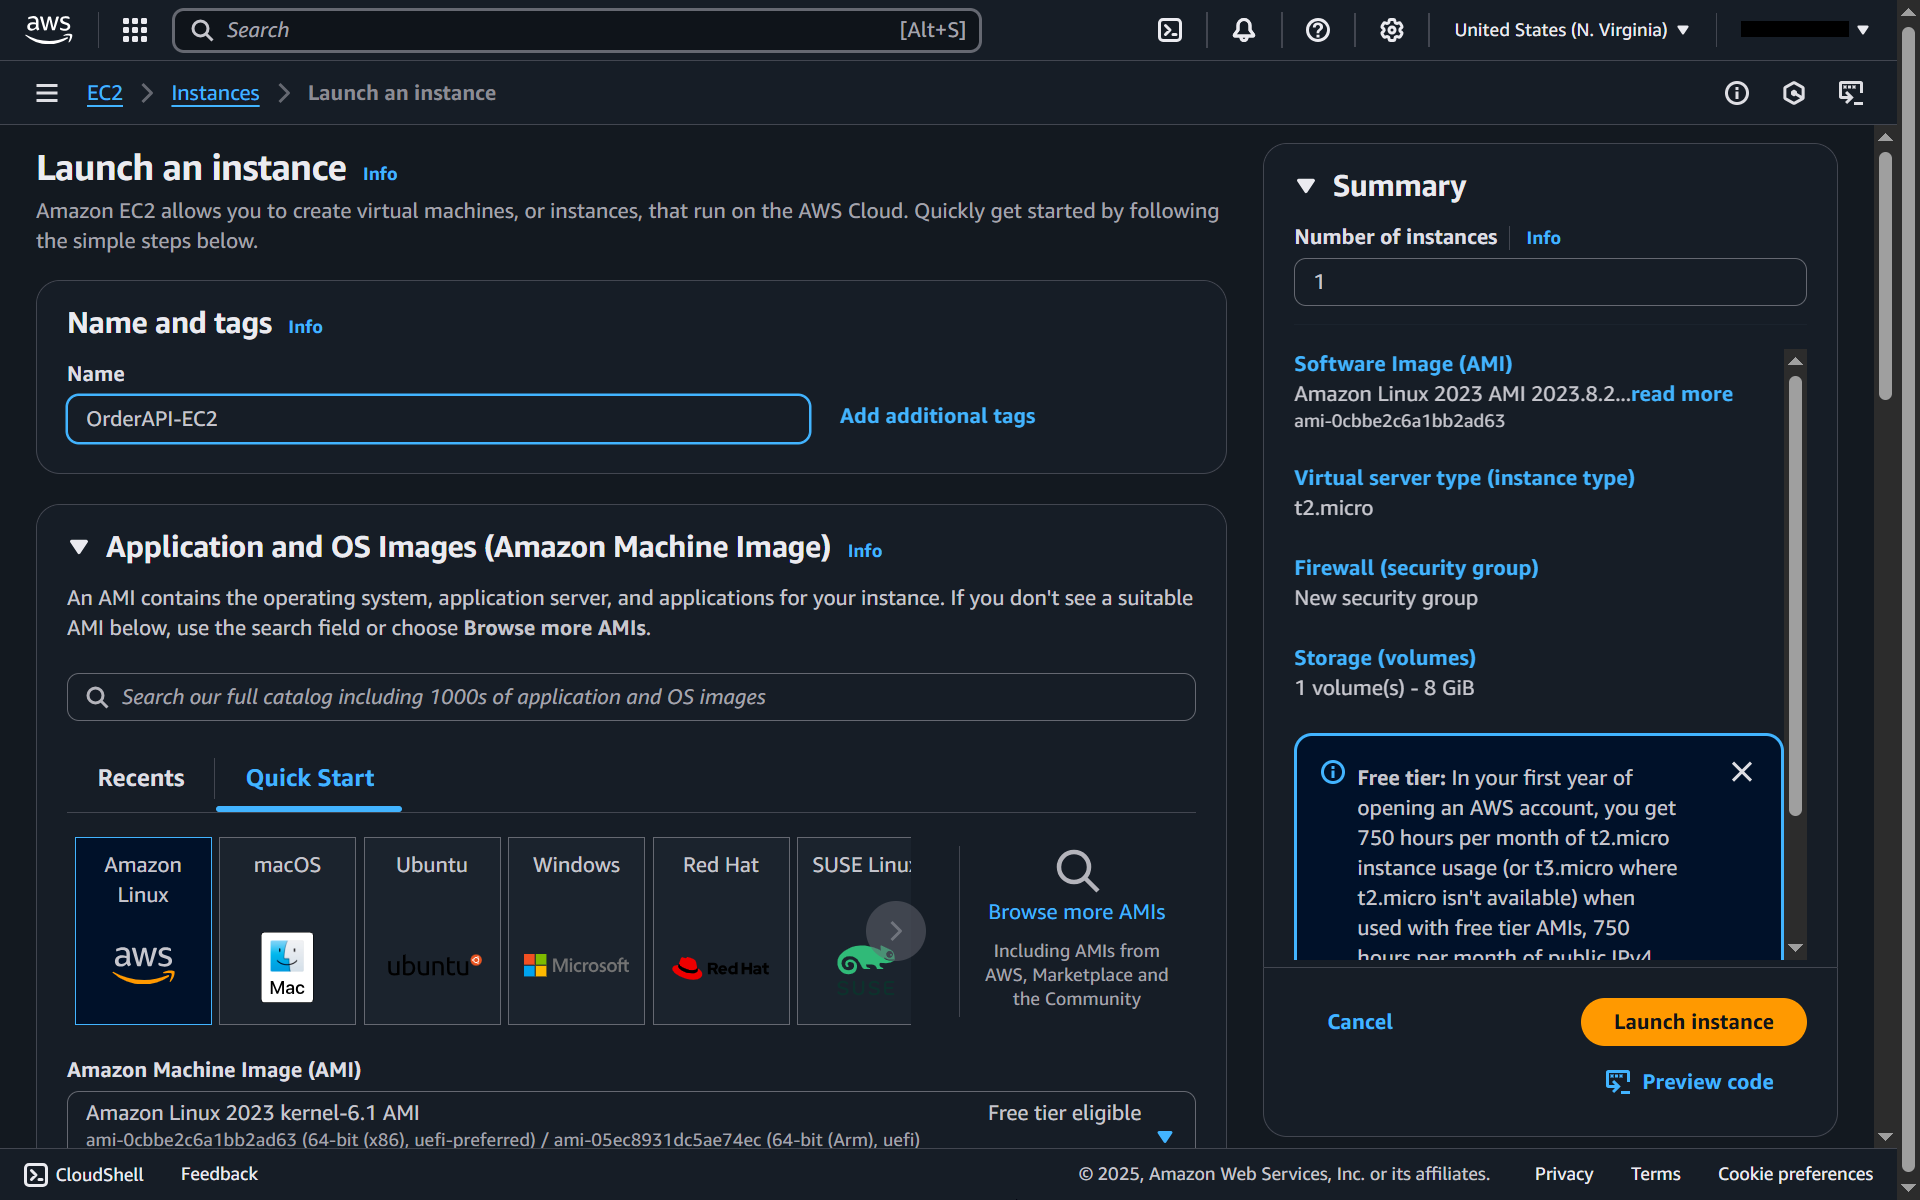 aws
Search [Alt+S]
United States (N. Virginia)
EC2 Instances Launch an instance
Launch an instance Info
Amazon EC2 allows you to create virtual machines, or instances, that run on the AWS Cloud. Quickly get started by following
the simple steps below.
Name and tags Info
Name
OrderAPI-EC2
Add additional tags
Application and OS Images (Amazon Machine Image) Info
An AMI contains the operating system, application server, and applications for your instance. If you don't see a suitable
AMI below, use the search field or choose Browse more AMIs.
Search our full catalog including 1000s of application and OS images
Recents Quick Start
Amazon
Linux
aws
macOS
Mac
Ubuntu
ubuntu
Windows
Microsoft
Red Hat
Red Hat
SUSE Linu
SUSE
Browse more AMIs
Including AMIs from
AWS, Marketplace and
the Community
Amazon Machine Image (AMI)
Amazon Linux 2023 kernel-6.1 AMI Free tier eligible
ami-0cbbe2c6a1bb2ad63 (64-bit (x86), uefi-preferred) / ami-05ec8931dc5ae74ec (64-bit (Arm), uefi)
Summary
Number of instances Info
1
Software Image (AMI)
Amazon Linux 2023 AMI 2023.8.2...read more
ami-0cbbe2c6a1bb2ad63
Virtual server type (instance type)
t2.micro
Firewall (security group)
New security group
Storage (volumes)
1 volume(s) - 8 GiB
Free tier: In your first year of
opening an AWS account, you get
750 hours per month of t2.micro
instance usage (or t3.micro where
t2.micro isn't available) when
used with free tier AMIs, 750
hours per month of public IPv4
Cancel Launch instance
Preview code
CloudShell Feedback © 2025, Amazon Web Services, Inc. or its affiliates. Privacy Terms Cookie preferences